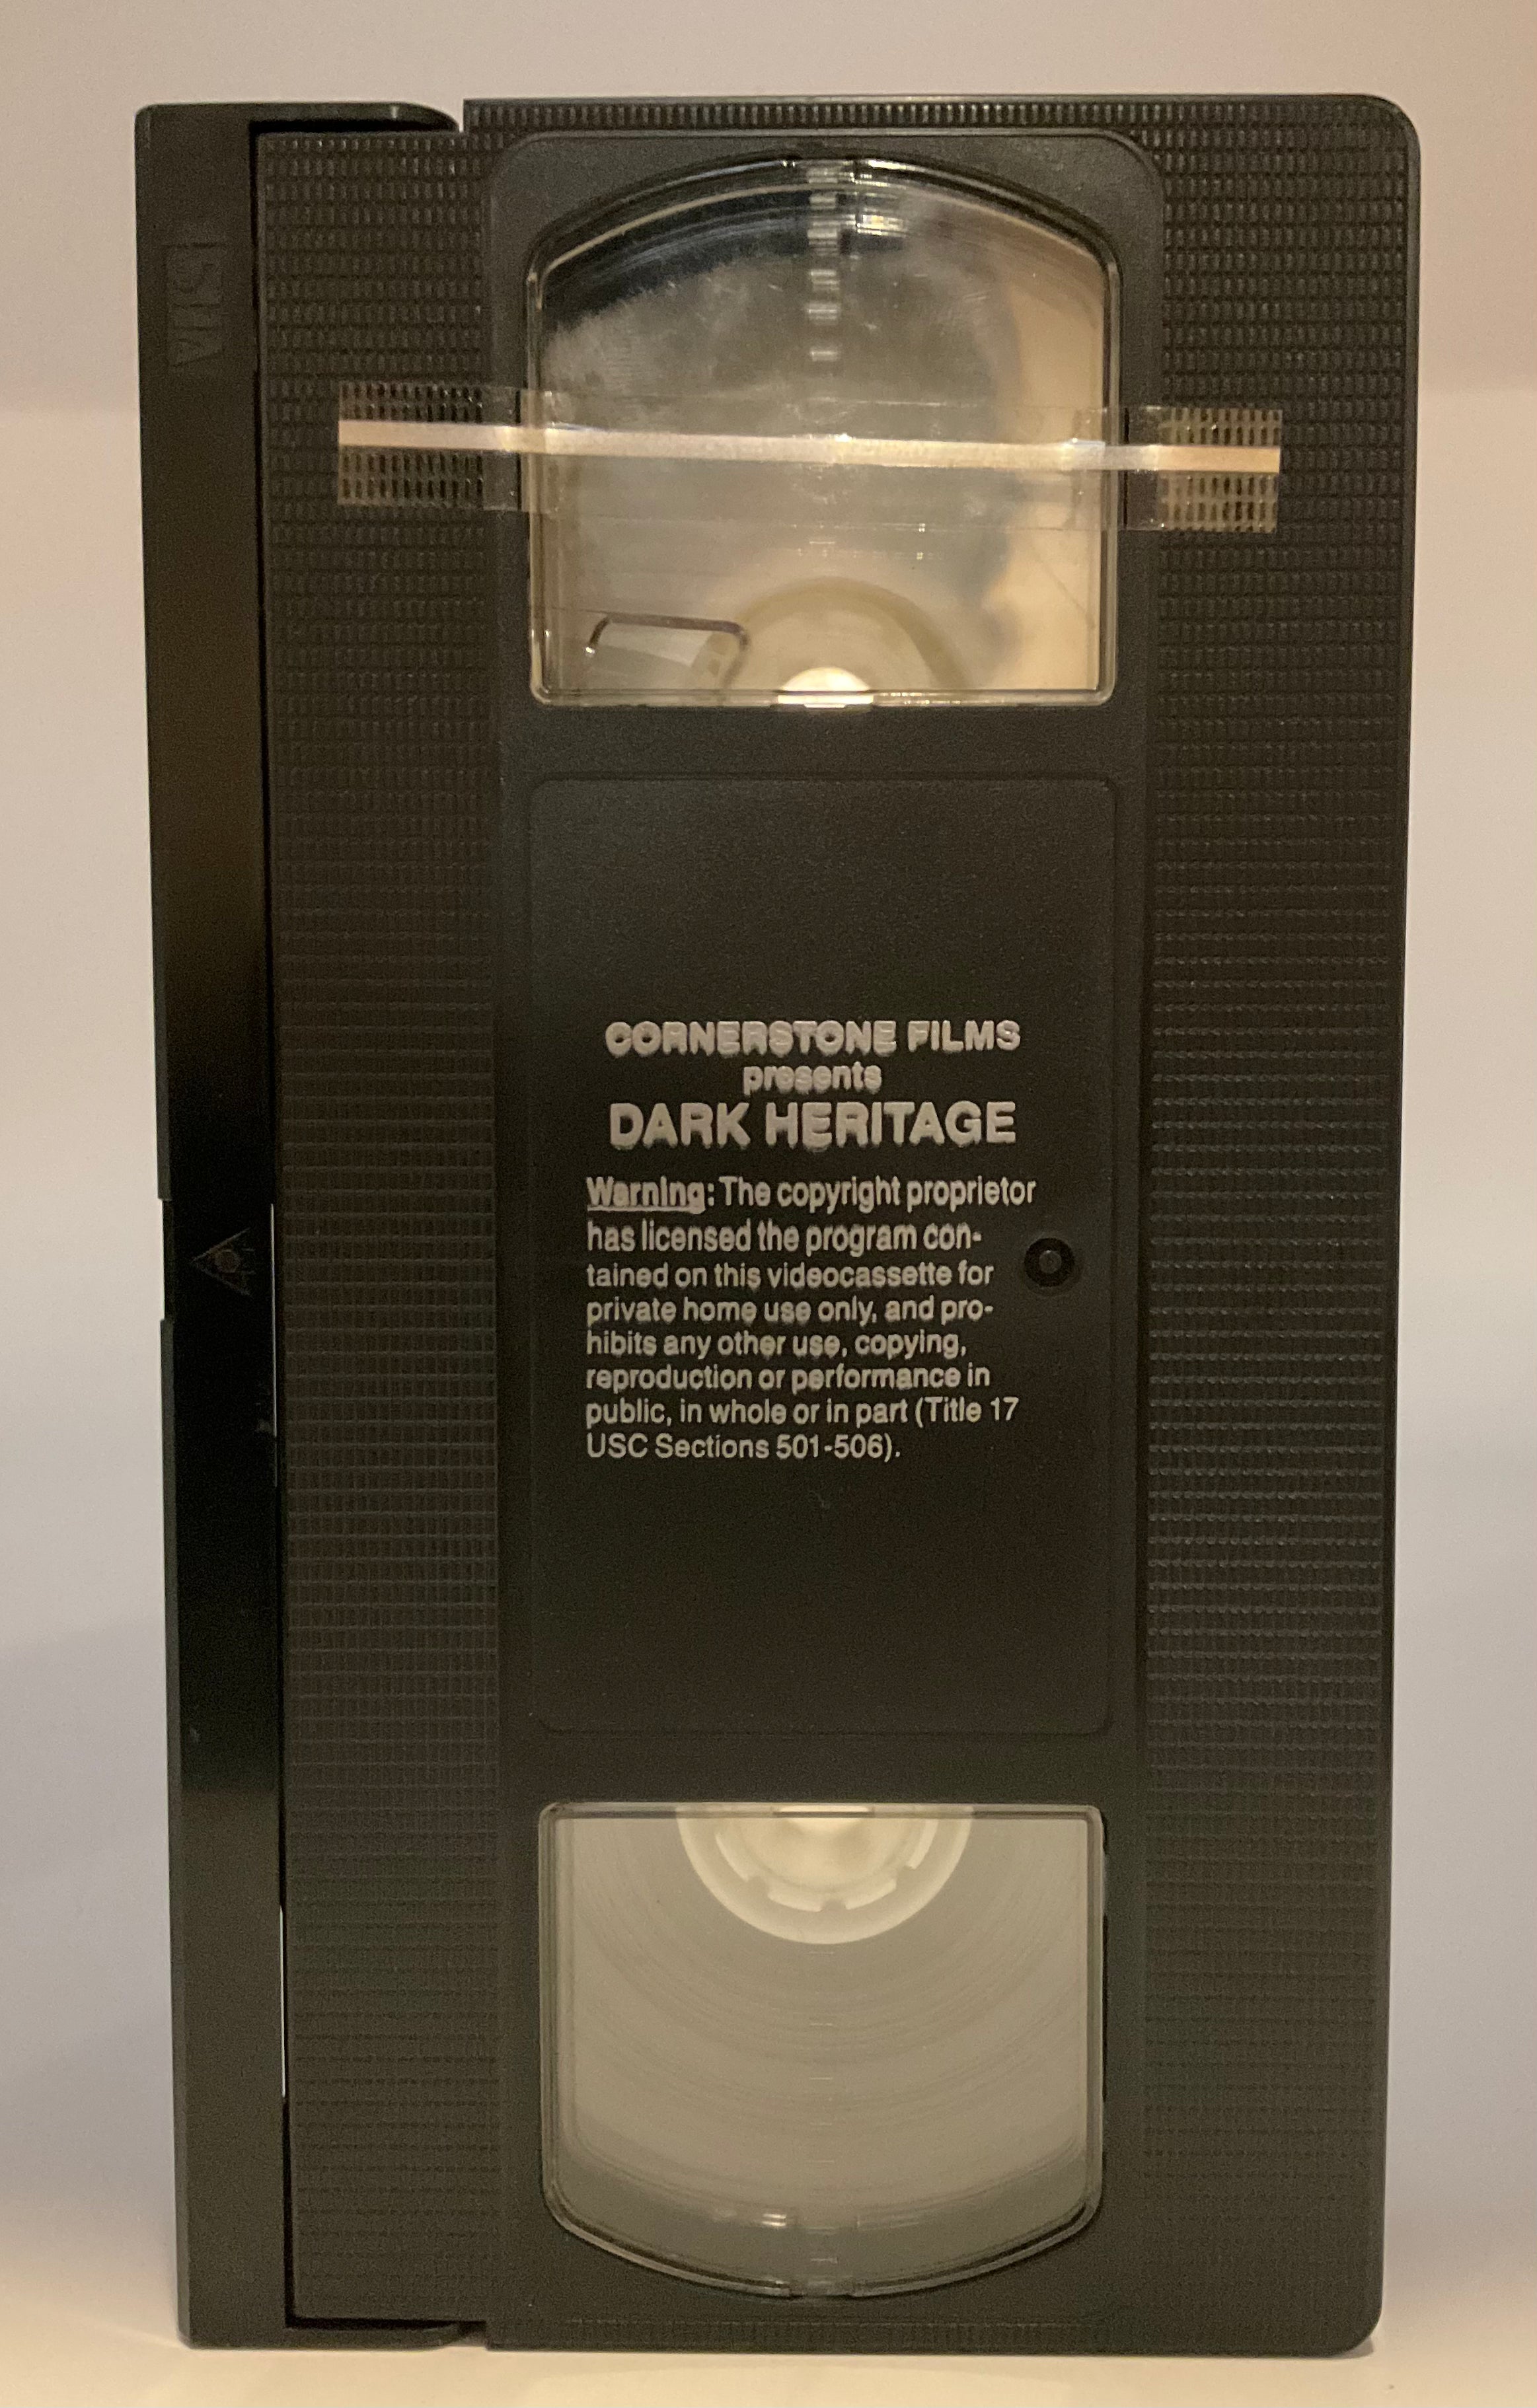 VHS
CORNERSTONE FILMS
presents
DARK HERITAGE
Warning: The copyright proprietor
has licensed the program con-
tained on this videocassette for
private home use only, and pro-
hibits any other use, copying,
reproduction or performance in
public, in whole or in part (Title 17
USC Sections 501-506).